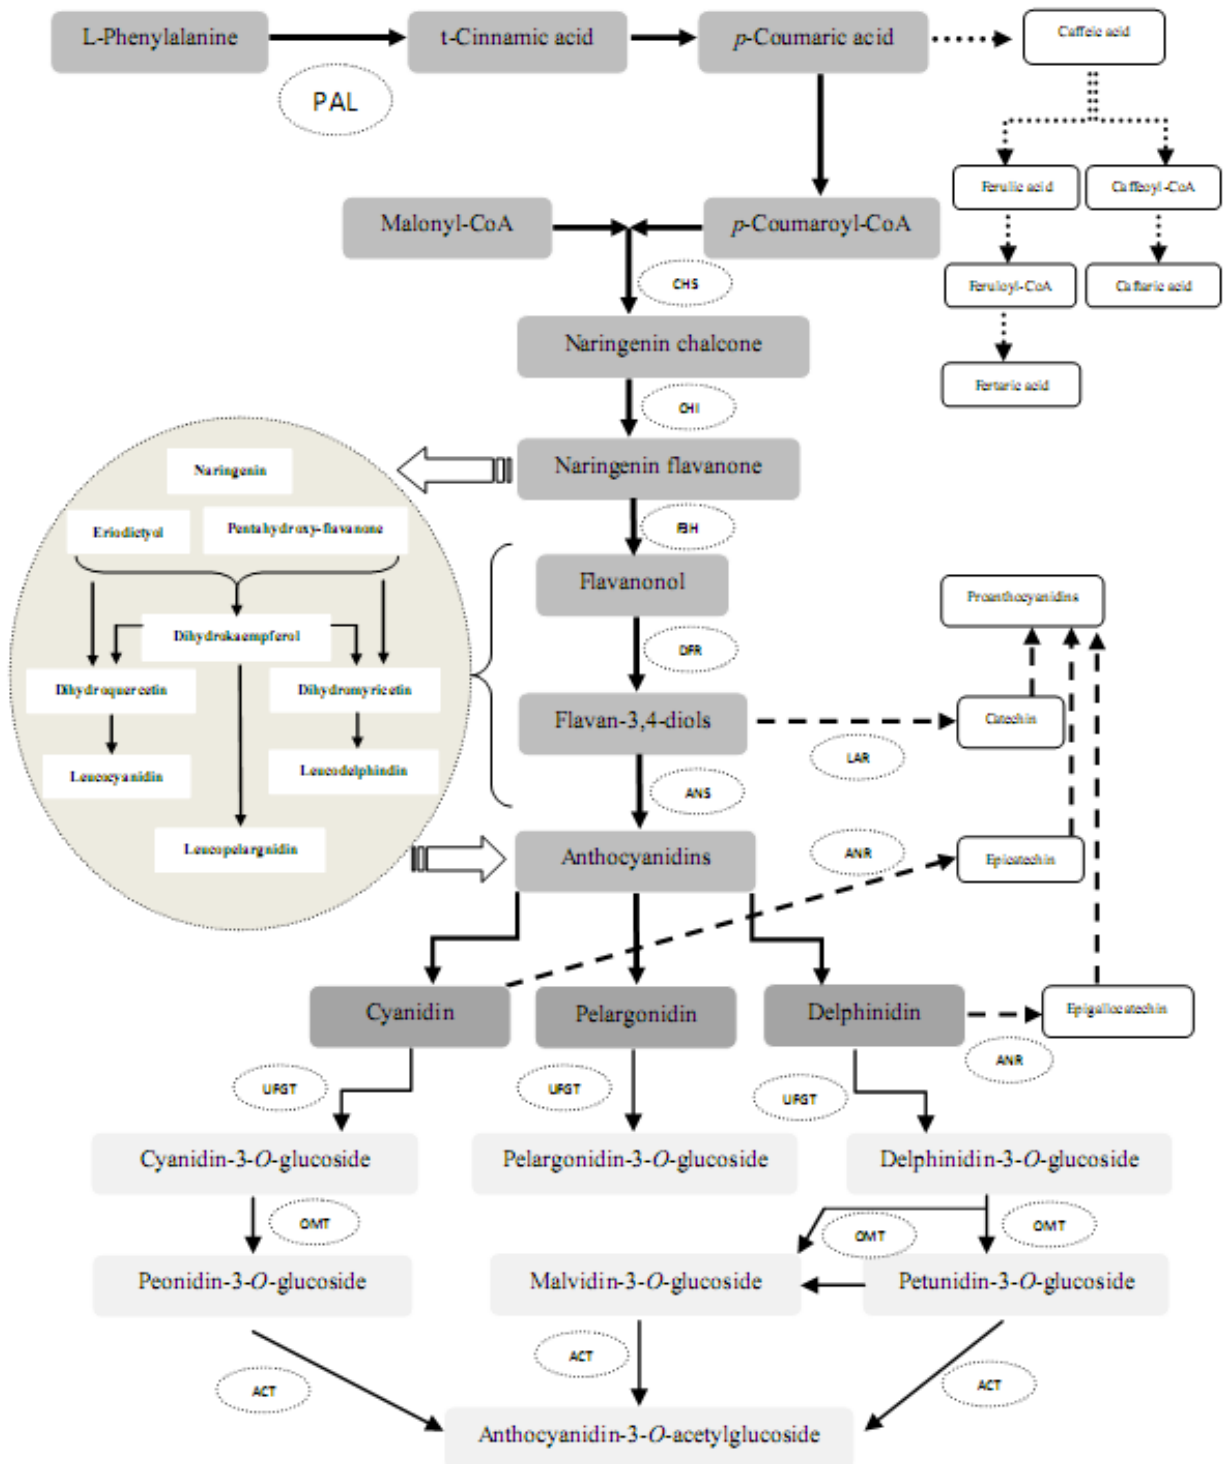 L-Phenylalanine
t-Cinnamic acid
p-Coumaric acid
Caffeic acid
PAL
Ferulic acid
Caffeoyl-CoA
Malonyl-CoA
p-Coumaroyl-CoA
Feruloyl-CoA
Caftaric acid
CHS
Naringenin chalcone
Fertaric acid
CHI
Naringenin flavanone
Naringenin
Eriodictyol
Pentahydroxy-flavanone
F3H
Flavanonol
Proanthocyanidins
Dihydrokaempferol
DFR
Dihydroquercetin
Dihydromyricetin
Flavan-3,4-diols
Catechin
LAR
Leucocyanidin
Leucodelphindin
ANS
Leucopelargnidin
Anthocyanidins
ANR
Epicatechin
Cyanidin
Pelargonidin
Delphinidin
Epigallocatechin
ANR
UFGT
UFGT
UFGT
Cyanidin-3-O-glucoside
Pelargonidin-3-O-glucoside
Delphinidin-3-O-glucoside
OMT
OMT
OMT
Peonidin-3-O-glucoside
Malvidin-3-O-glucoside
Petunidin-3-O-glucoside
ACT
ACT
ACT
Anthocyanidin-3-O-acetylglucoside